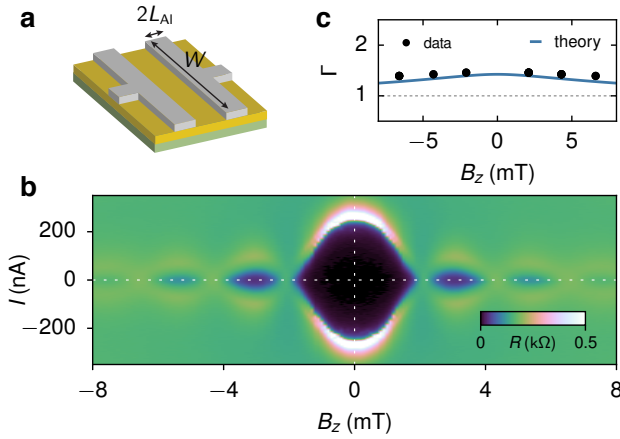 a
2L_Al
W
c
2
1
Γ
data
theory
−5
0
5
B_z (mT)
b
200
0
−200
I (nA)
0
R (kΩ)
0.5
−8
−4
0
4
8
B_z (mT)